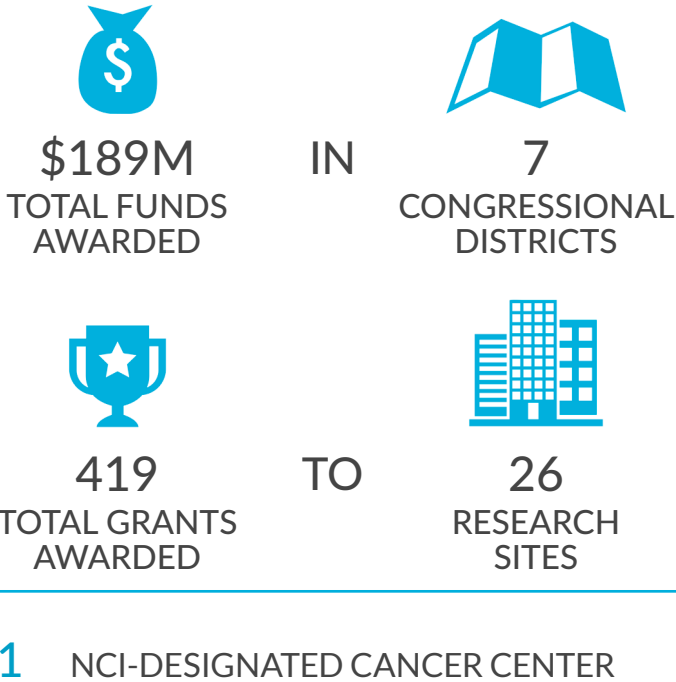 $
$189M IN 7
TOTAL FUNDS CONGRESSIONAL
AWARDED DISTRICTS
419 TO 26
TOTAL GRANTS RESEARCH
AWARDED SITES
1 NCI-DESIGNATED CANCER CENTER